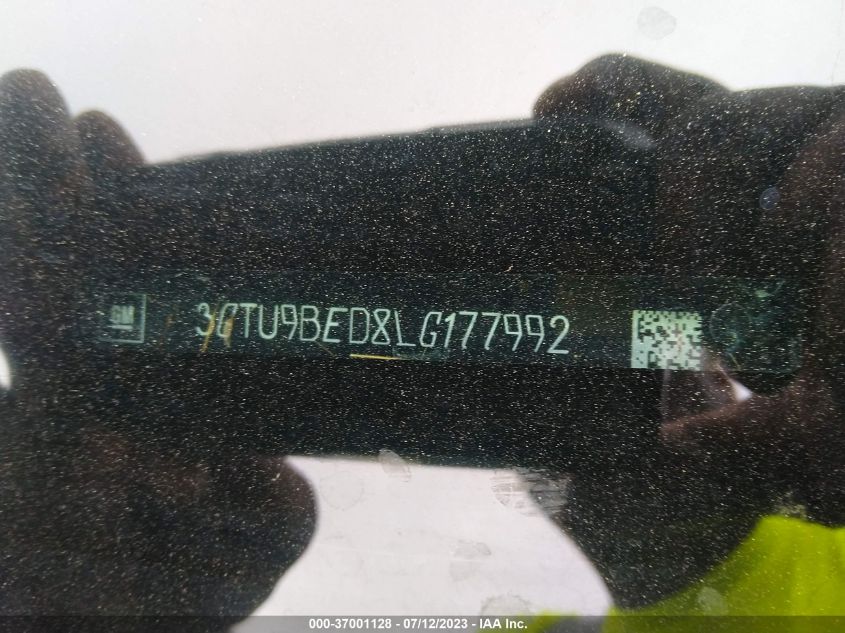 GM 3GTU9BED8LG177992
000-37001128 - 07/12/2023 - IAA Inc.